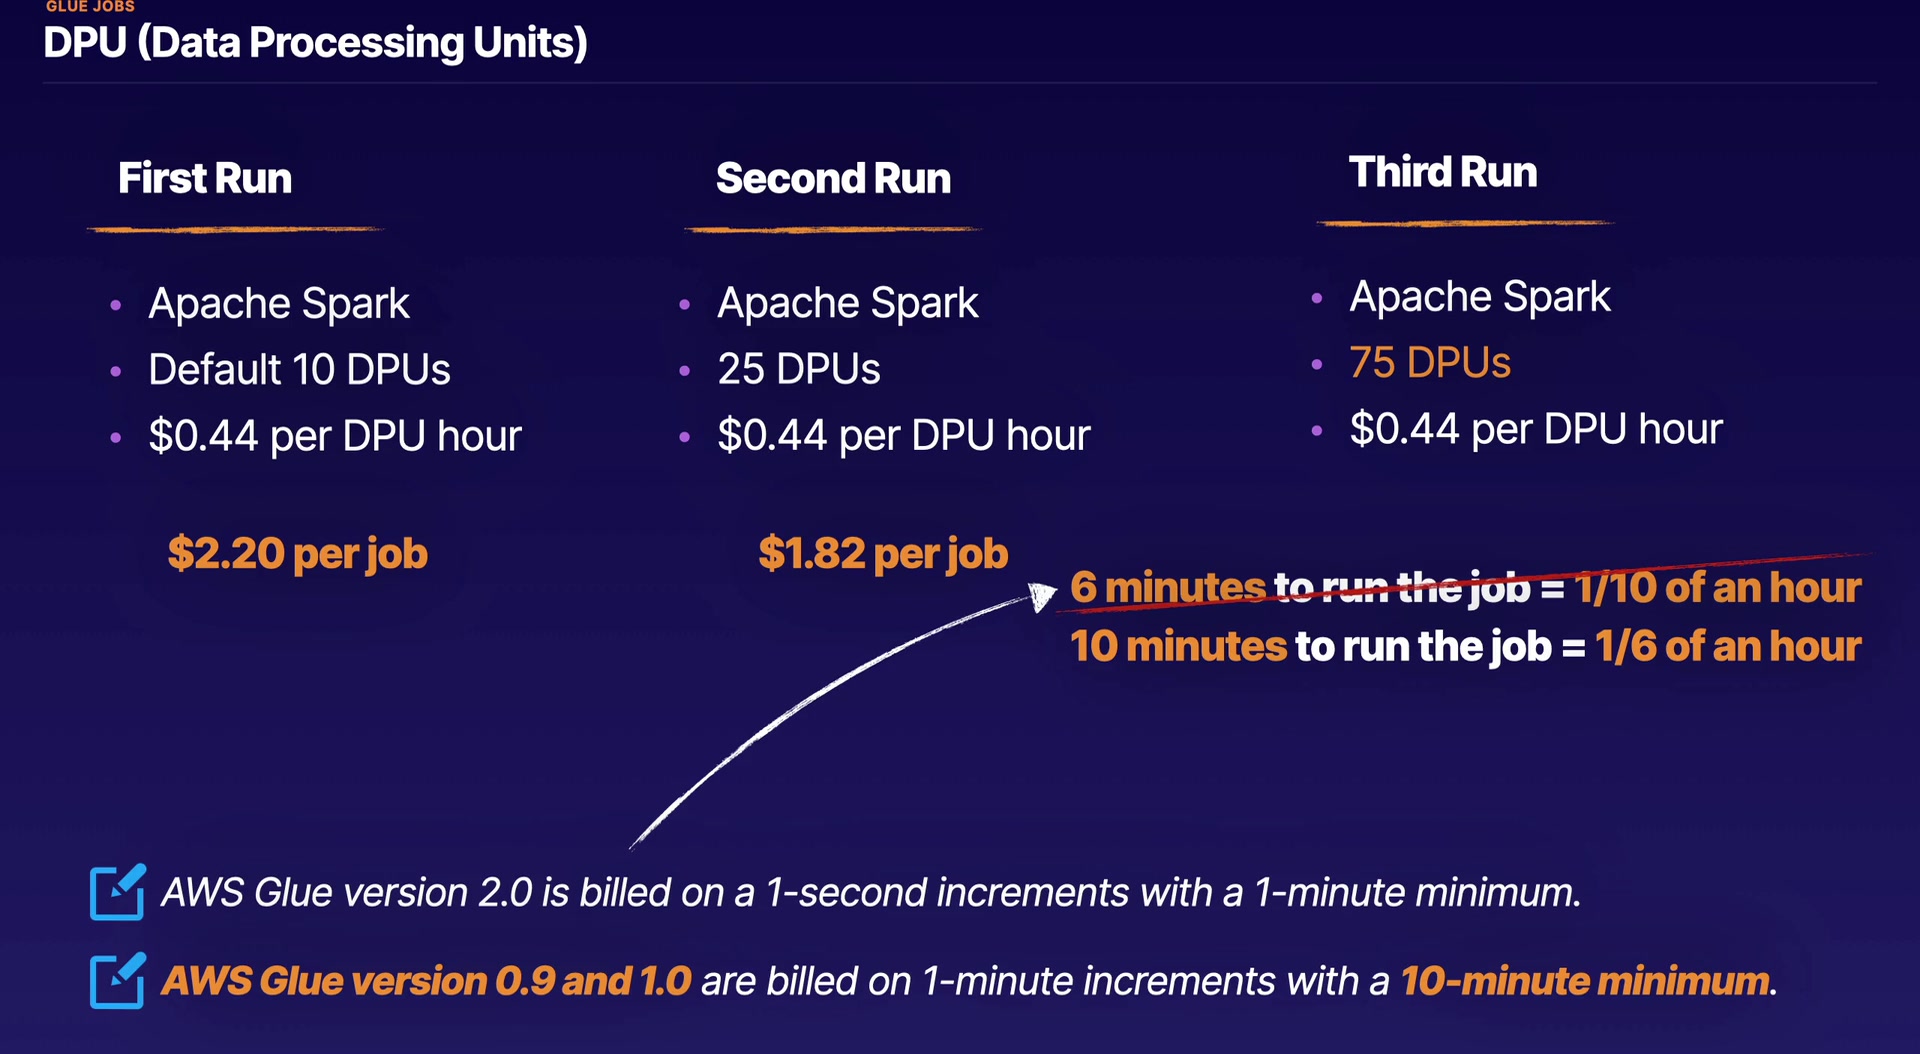 GLUE JOBS
DPU (Data Processing Units)
First Run
Apache Spark
Default 10 DPUs
$0.44 per DPU hour
$2.20 per job
Second Run
Apache Spark
25 DPUs
$0.44 per DPU hour
$1.82 per job
Third Run
Apache Spark
75 DPUs
$0.44 per DPU hour
6 minutes to run the job = 1/10 of an hour
10 minutes to run the job = 1/6 of an hour
AWS Glue version 2.0 is billed on a 1-second increments with a 1-minute minimum.
AWS Glue version 0.9 and 1.0 are billed on 1-minute increments with a 10-minute minimum.